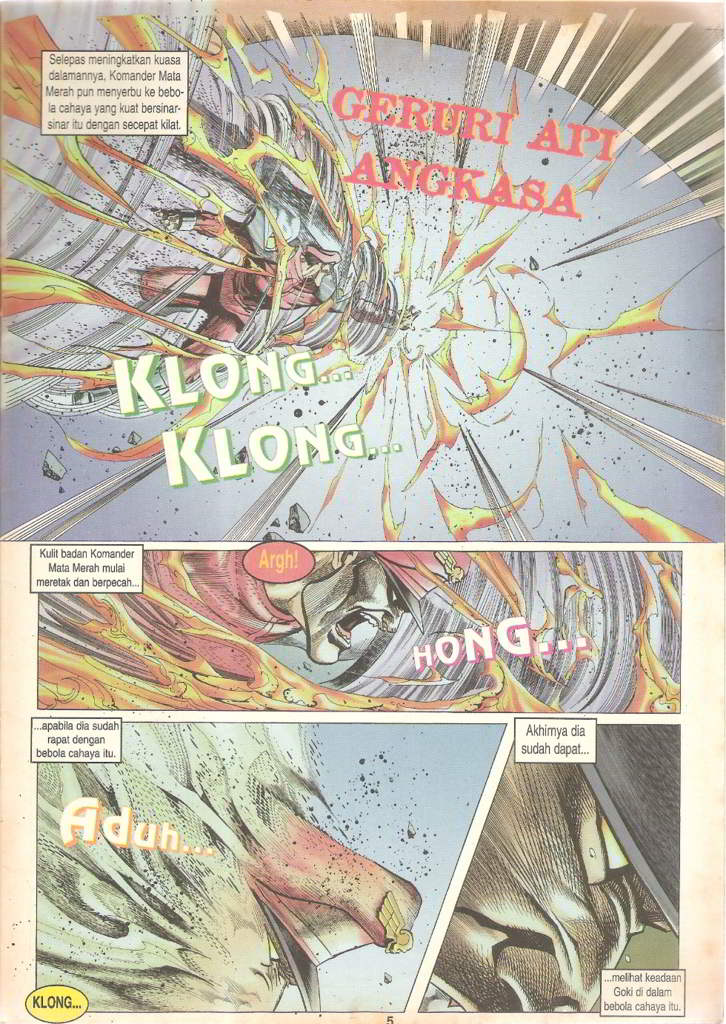 Selepas meningkatkan kuasa
dalamannya, Komander Mata
Merah pun menyerbu ke bebo-
la cahaya yang kuat bersinar-
sinar itu dengan secepat kilat.
GERURI API
ANGKASA
KLONG...
KLONG...
Kulit badan Komander
Mata Merah mulai
meretak dan berpecah...
Argh!
HONG...
...apabila dia sudah
rapat dengan
bebola cahaya itu.
Aduh...
KLONG...
Akhirnya dia
sudah dapat...
...melihat keadaan
Goki di dalam
bebola cahaya itu.
5